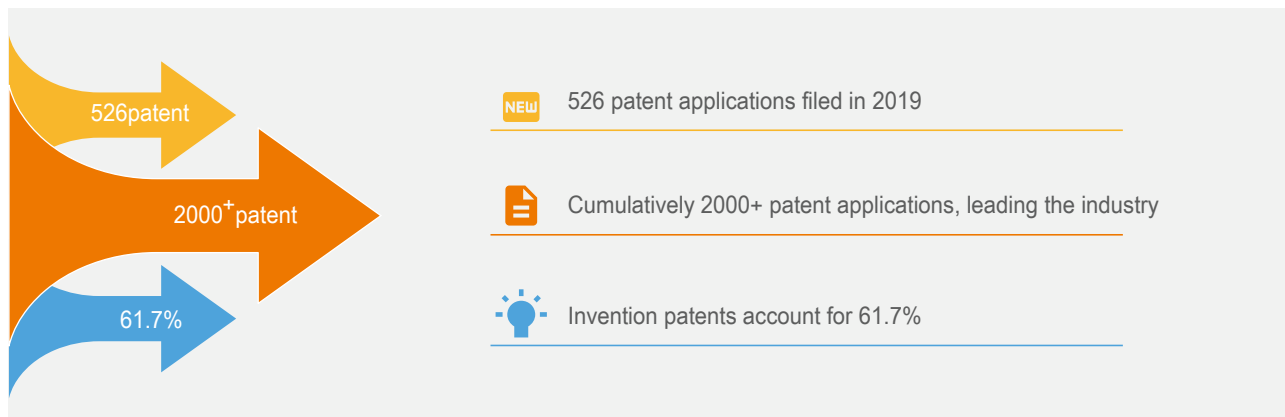 526patent
2000+patent
61.7%
NEW
526 patent applications filed in 2019
Cumulatively 2000+ patent applications, leading the industry
Invention patents account for 61.7%